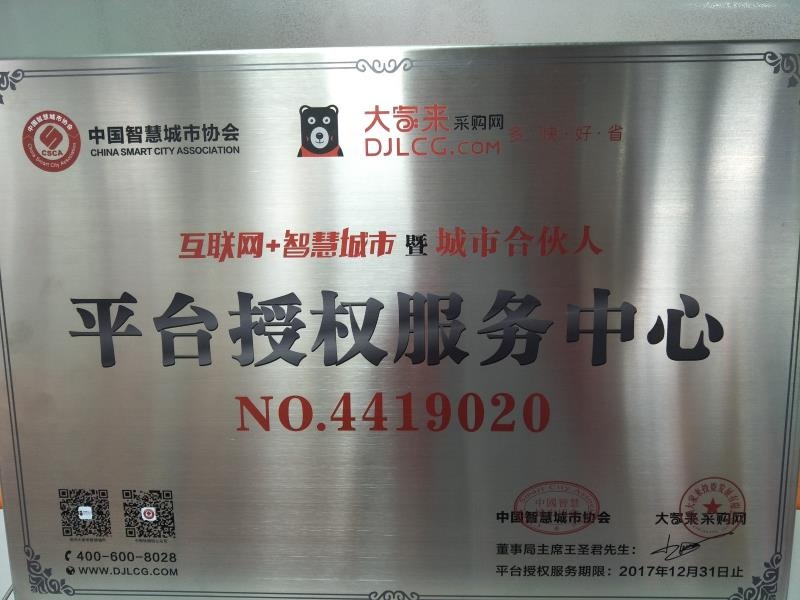 中国智慧城市协会
CHINA SMART CITY ASSOCIATION
CSCA
大家来采购网
DJLCG.COM
多·快·好·省
互联网+智慧城市 暨 城市合伙人
平台授权服务中心
NO.4419020
400-600-8028
WWW.DJLCG.COM
中国智慧城市协会 大家来采购网
董事局主席王圣君先生：
平台授权服务期限：2017年12月31日止